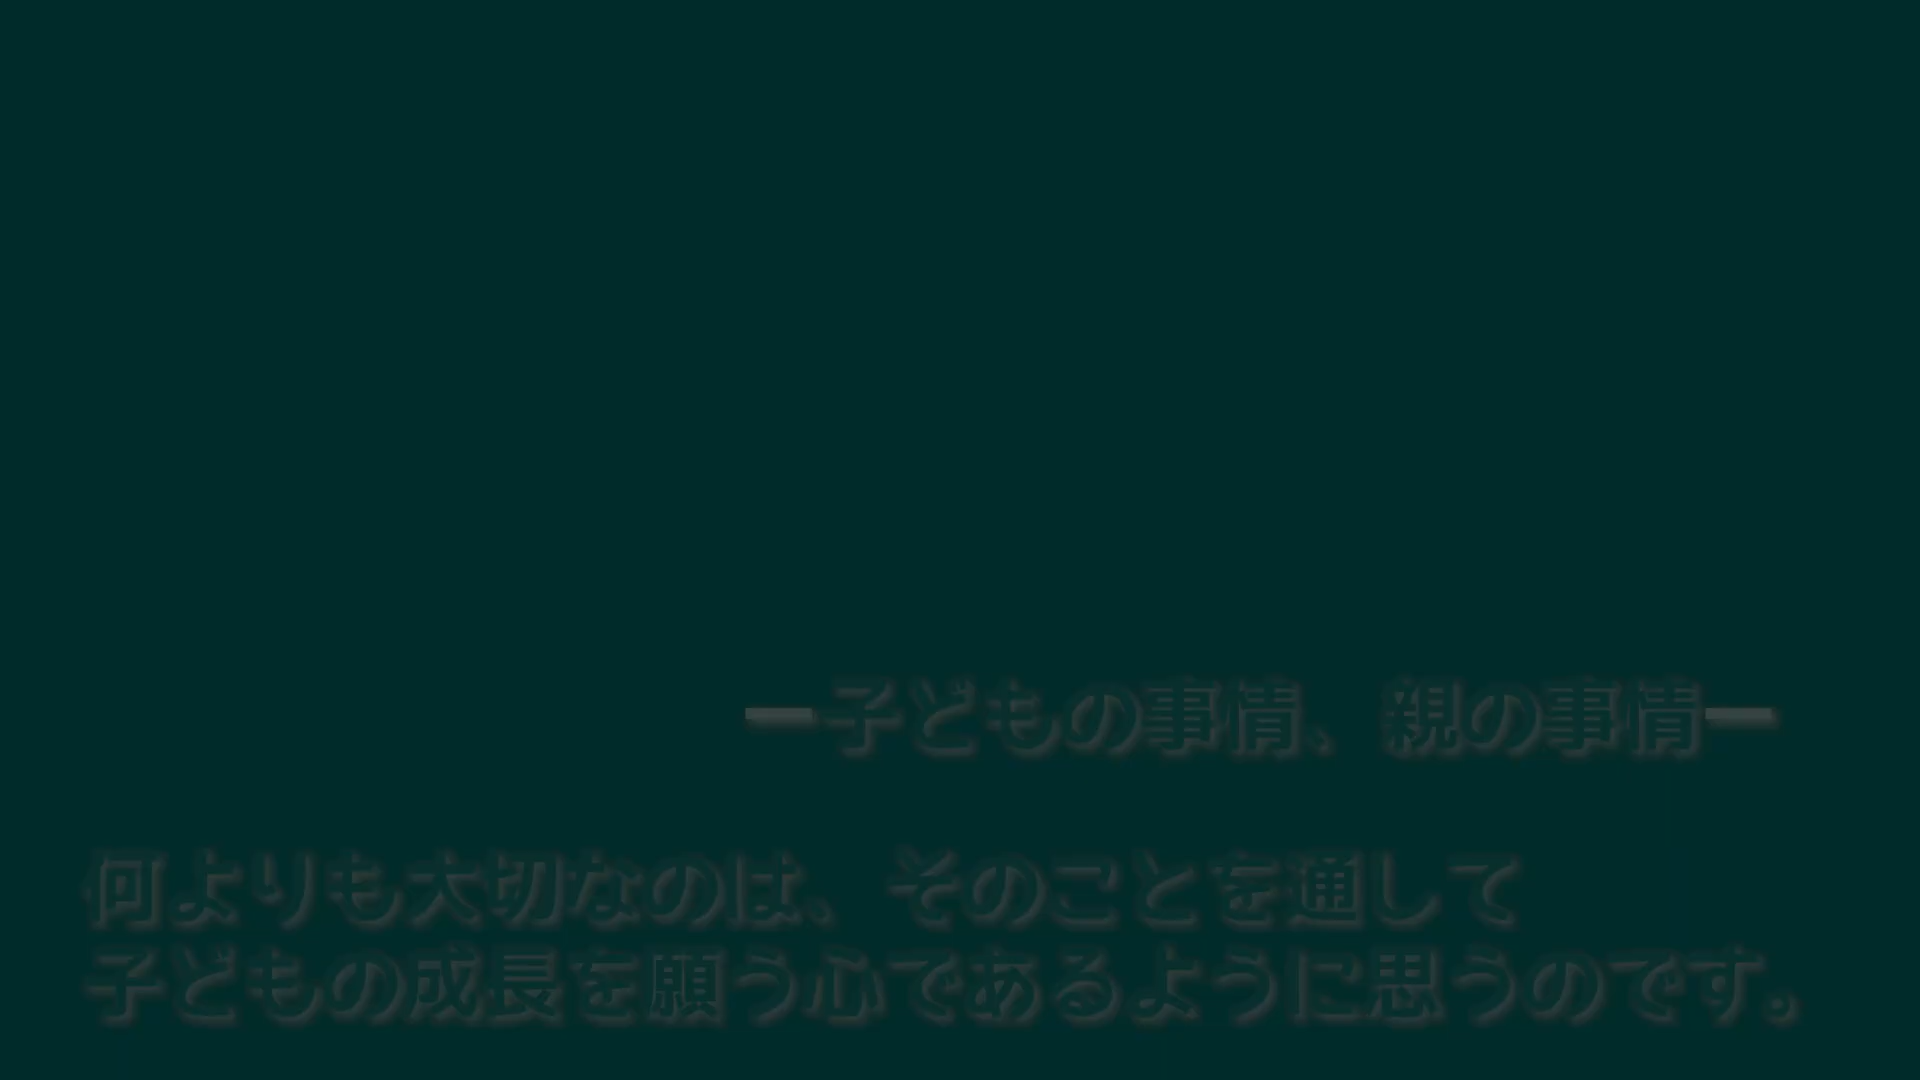 ー子どもの事情、親の事情ー
何よりも大切なのは、そのことを通して
子どもの成長を願う心であるように思うのです。